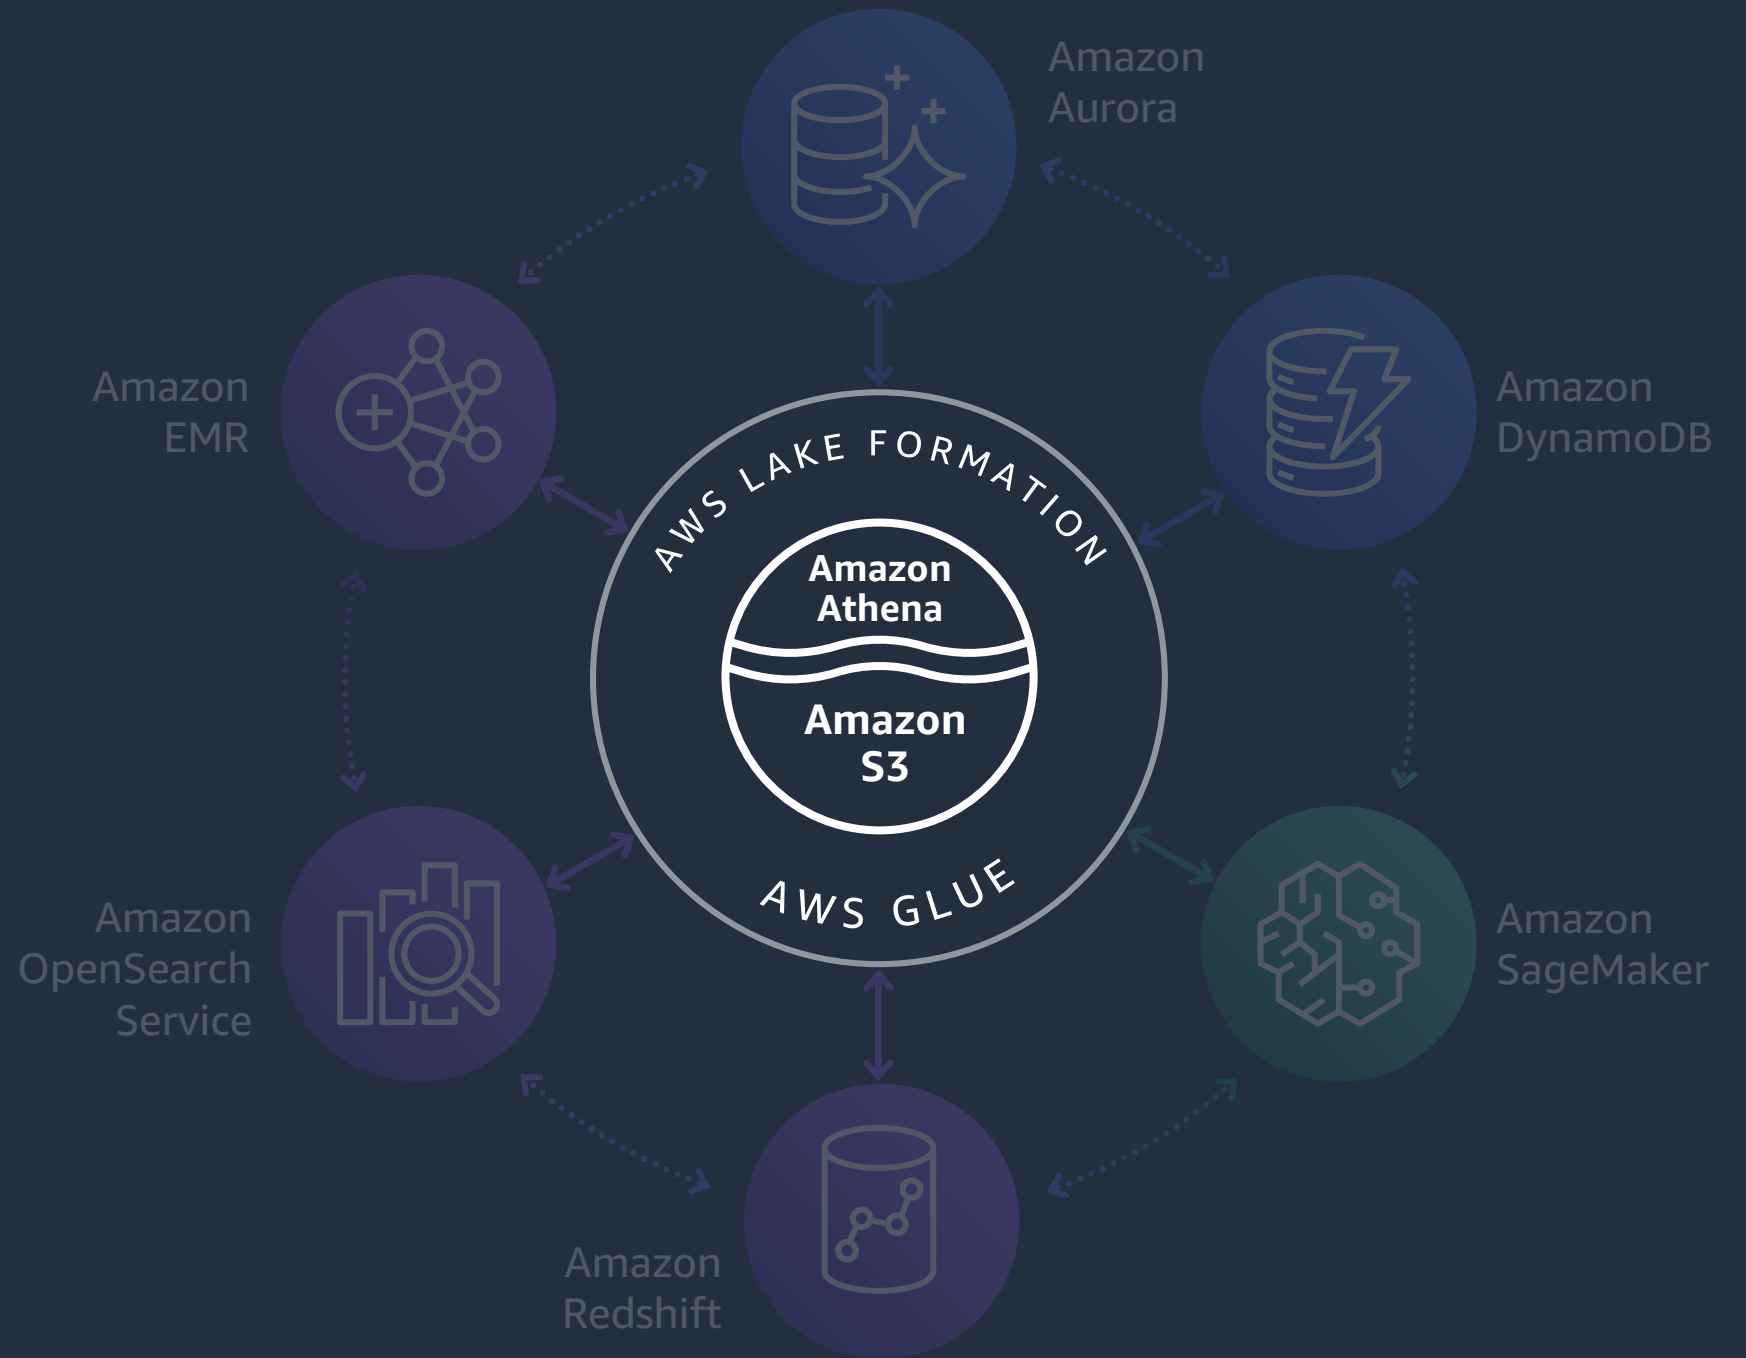 Amazon
Aurora
Amazon
EMR
Amazon
DynamoDB
AWS LAKE FORMATION
Amazon
Athena
Amazon
S3
AWS GLUE
Amazon
OpenSearch
Service
Amazon
SageMaker
Amazon
Redshift